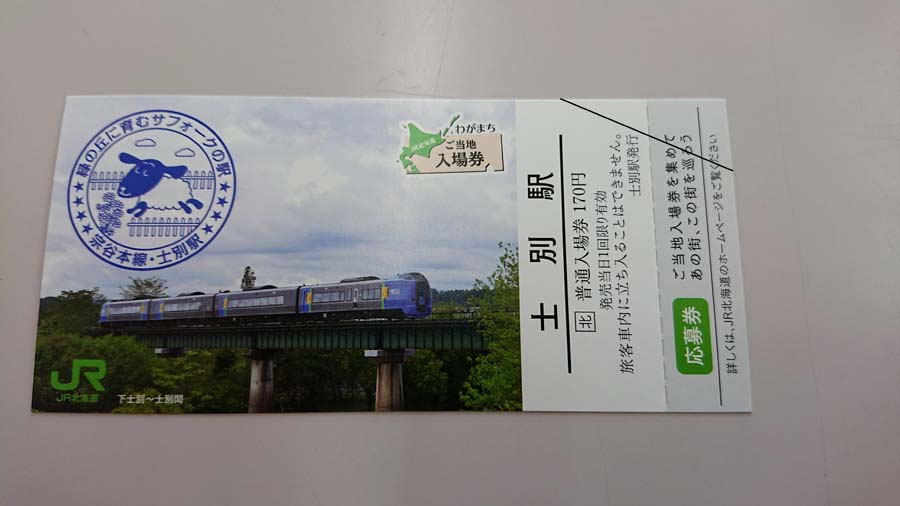 緑の丘に育むサフォークの駅
宗谷本線・士別駅
わがまち
ご当地
入場券
JR北海道
JR
JR北海道
下士別〜士別間
士別駅
北 普通入場券 170円
発売当日1回限り有効
旅客車内に立ち入ることはできません。
士別駅発行
ご当地入場券を集めて
あの街、この街を巡ろう
応募券
詳しくは、JR北海道のホームページをご覧ください